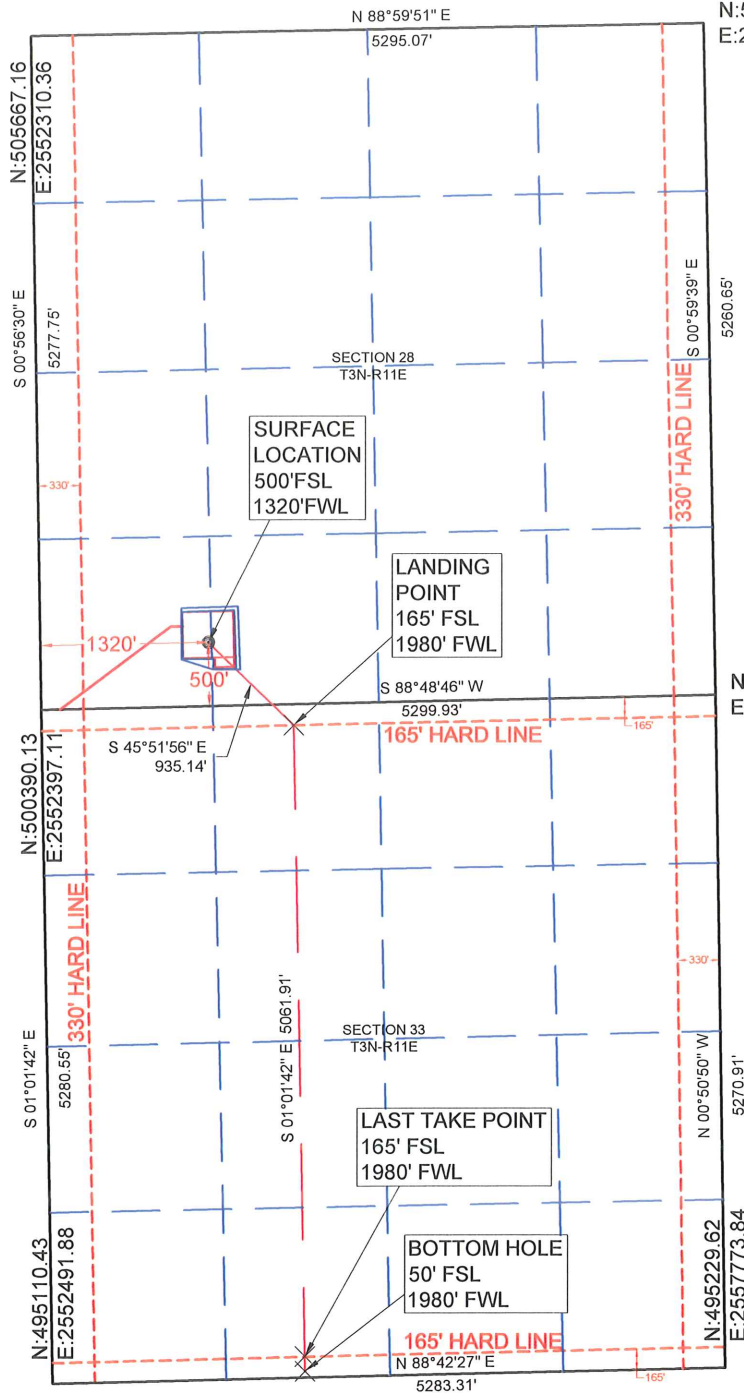 N 88°59'51" E
5295.07'
N:5
E:2
N:505667.16
E:2552310.36
S 00°56'30" E
5277.75'
S 00°59'39" E
5260.65'
SECTION 28
T3N-R11E
330' HARD LINE
330'
SURFACE
LOCATION
500'FSL
1320'FWL
LANDING
POINT
165' FSL
1980' FWL
1320'
500'
S 88°48'46" W
5299.93'
N
E
165' HARD LINE
165'
S 45°51'56" E
935.14'
N:500390.13
E:2552397.11
330' HARD LINE
330'
S 01°01'42" E 5061.91'
SECTION 33
T3N-R11E
S 01°01'42" E
5280.55'
N 00°50'50" W
5270.91'
LAST TAKE POINT
165' FSL
1980' FWL
BOTTOM HOLE
50' FSL
1980' FWL
N:495110.43
E:2552491.88
N:495229.62
E:2557773.84
165' HARD LINE
N 88°42'27" E
165'
5283.31'